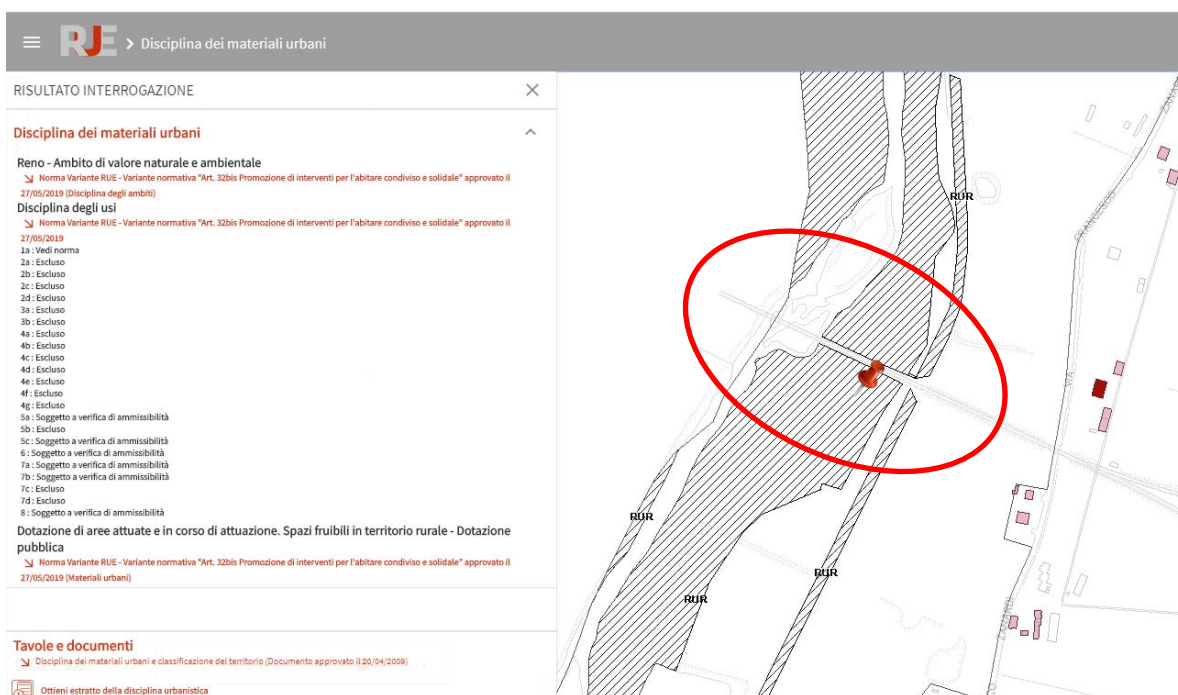 RUE > Disciplina dei materiali urbani
RISULTATO INTERROGAZIONE
Disciplina dei materiali urbani
Reno - Ambito di valore naturale e ambientale
Norma Variante RUE - Variante normativa "Art. 32bis Promozione di interventi per l'abitare condiviso e solidale" approvato il
27/05/2019 (Disciplina degli ambiti)
Disciplina degli usi
Norma Variante RUE - Variante normativa "Art. 32bis Promozione di interventi per l'abitare condiviso e solidale" approvato il
27/05/2019
1a : Vedi norma
2a : Escluso
2b : Escluso
2c : Escluso
2d : Escluso
3a : Escluso
3b : Escluso
4a : Escluso
4b : Escluso
4c : Escluso
4d : Escluso
4e : Escluso
4f : Escluso
4g : Escluso
5a : Soggetto a verifica di ammissibilità
5b : Escluso
5c : Soggetto a verifica di ammissibilità
6 : Soggetto a verifica di ammissibilità
7a : Soggetto a verifica di ammissibilità
7b : Soggetto a verifica di ammissibilità
7c : Escluso
7d : Escluso
8 : Soggetto a verifica di ammissibilità
Dotazione di aree attuate e in corso di attuazione. Spazi fruibili in territorio rurale - Dotazione
pubblica
Norma Variante RUE - Variante normativa "Art. 32bis Promozione di interventi per l'abitare condiviso e solidale" approvato il
27/05/2019 (Materiali urbani)
Tavole e documenti
Disciplina dei materiali urbani e classificazione del territorio (Documento approvato il 20/04/2009)
Ottieni estratto della disciplina urbanistica
RUR
RUR
RUR
RUR
VIA
ZANARDI